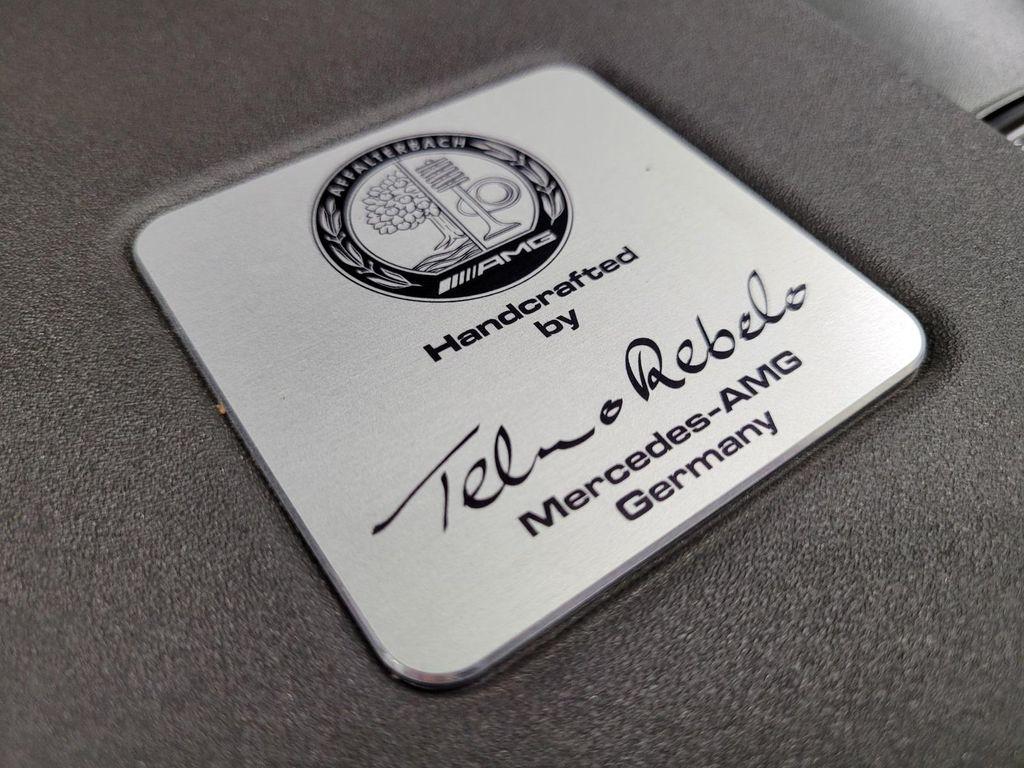 AFFALTERBACH
AMG
Handcrafted
by
Telmo Rebelo
Mercedes-AMG
Germany